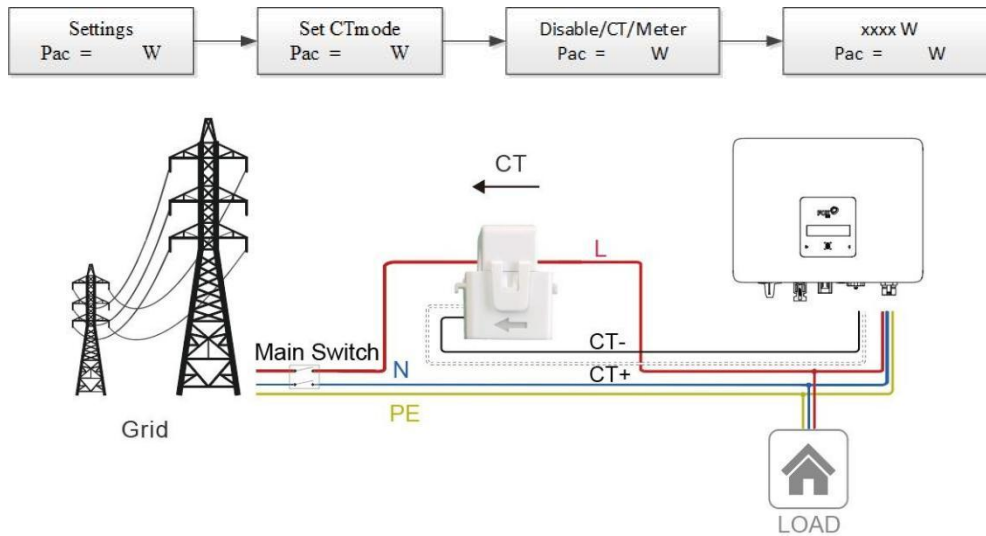 Settings
Pac = W
Set CTmode
Pac = W
Disable/CT/Meter
Pac = W
xxxx W
Pac = W
CT
L
CT-
Main Switch
N
CT+
PE
Grid
LOAD